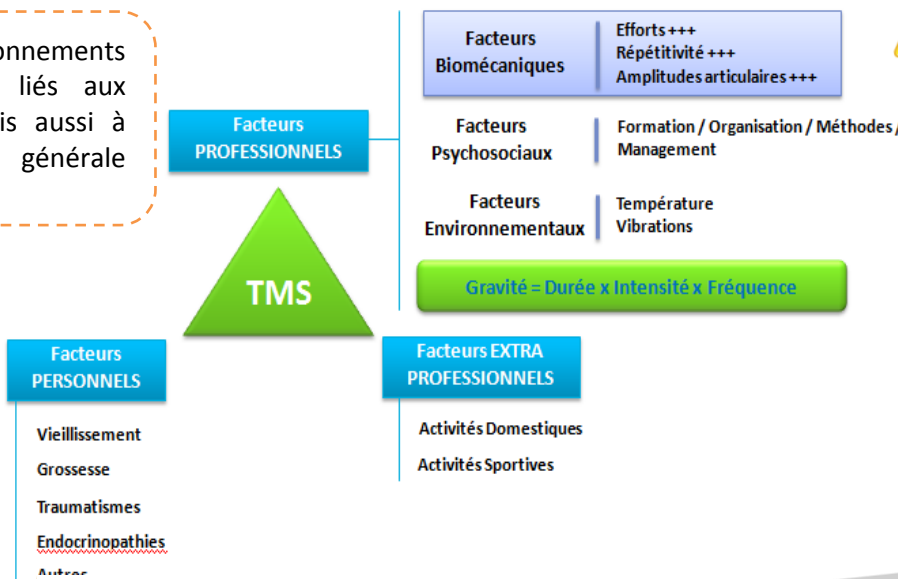 onnements
liés aux
is aussi à
générale
Facteurs
PROFESSIONNELS
Facteurs
Biomécaniques
Efforts +++
Répétitivité +++
Amplitudes articulaires +++
Facteurs
Psychosociaux
Formation / Organisation / Méthodes /
Management
Facteurs
Environnementaux
Température
Vibrations
Gravité = Durée x Intensité x Fréquence
TMS
Facteurs
PERSONNELS
Vieillissement
Grossesse
Traumatismes
Endocrinopathies
Autres
Facteurs EXTRA
PROFESSIONNELS
Activités Domestiques
Activités Sportives